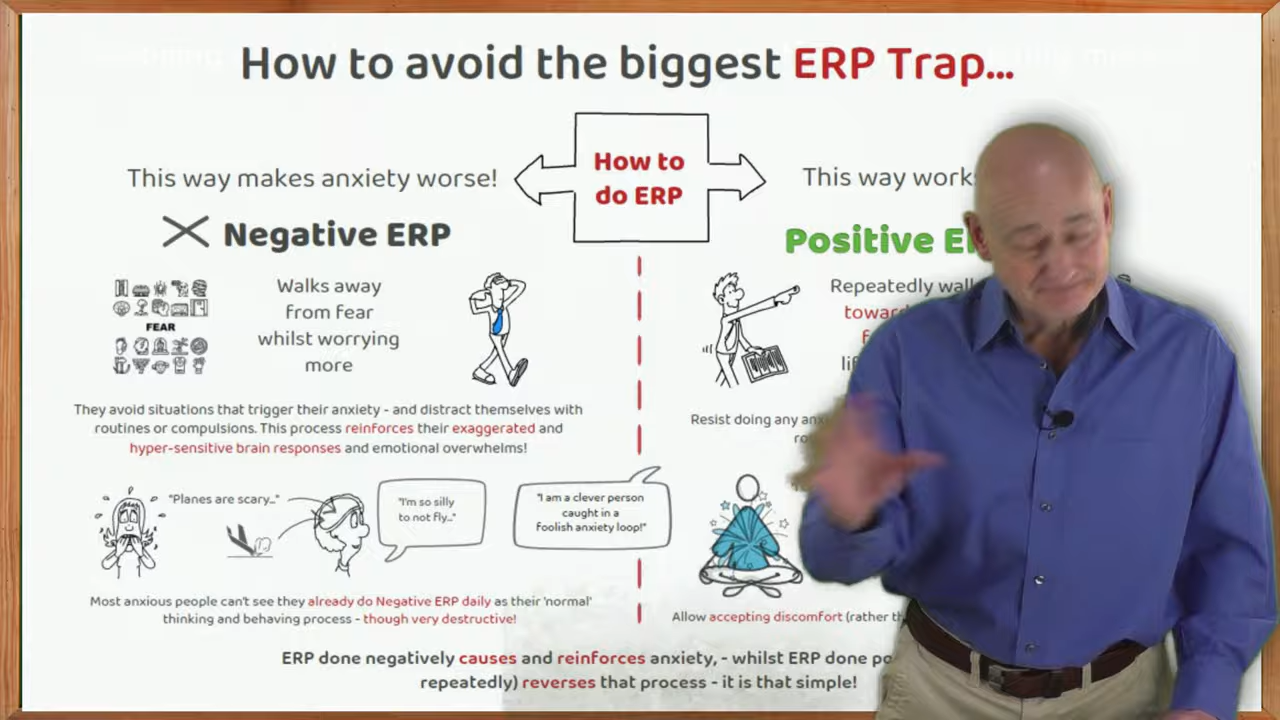 How to avoid the biggest ERP Trap...
How to
do ERP
This way makes anxiety worse!
Negative ERP
FEAR
Walks away
from fear
whilst worrying
more
They avoid situations that trigger their anxiety - and distract themselves with
routines or compulsions. This process reinforces their exaggerated and
hyper-sensitive brain responses and emotional overwhelms!
"Planes are scary..."
"I'm so silly
to not fly..."
Most anxious people can't see they already do Negative ERP daily as their 'normal'
thinking and behaving process - though very destructive!
This way
Positive
Repeatedly
Resist doing any
"I am a clever person
caught in a
foolish anxiety loop!"
Allow accepting discomfort (rather
ERP done negatively causes and reinforces anxiety, - whilst ERP done
repeatedly) reverses that process - it is that simple!